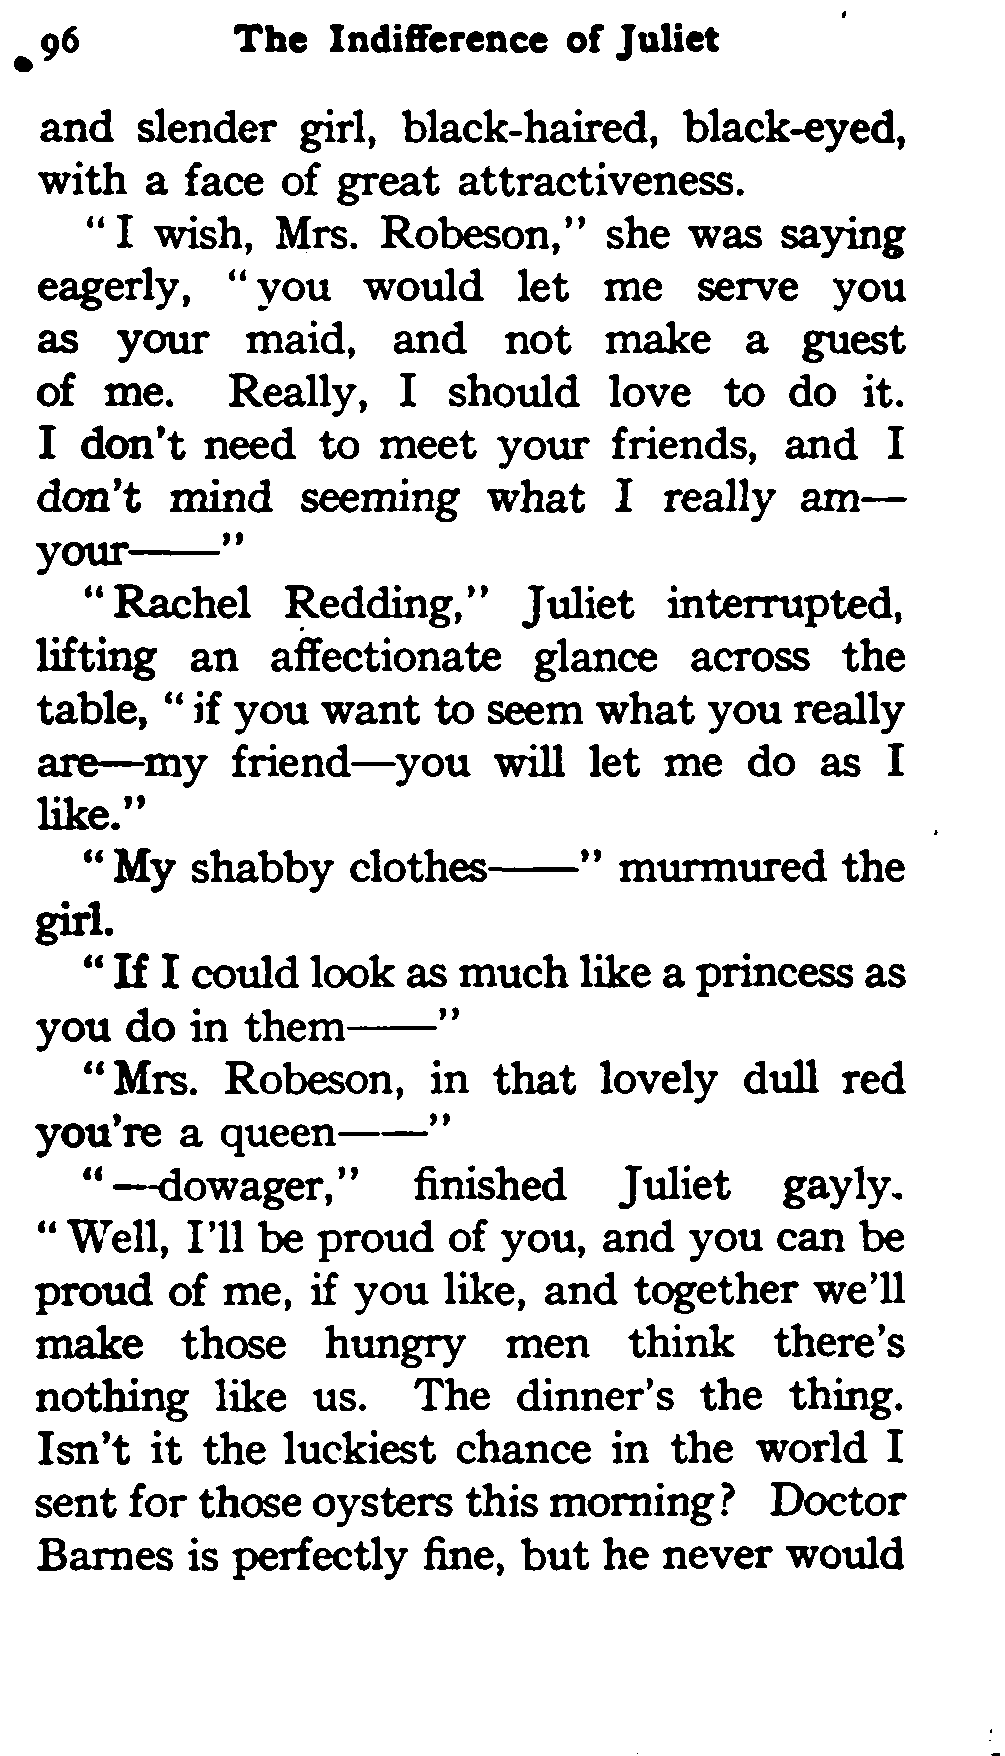 96 The Indifference of Juliet
and slender girl, black-haired, black-eyed,
with a face of great attractiveness.
"I wish, Mrs. Robeson," she was saying
eagerly, "you would let me serve you
as your maid, and not make a guest
of me. Really, I should love to do it.
I don't need to meet your friends, and I
don't mind seeming what I really am—
your——"
"Rachel Redding," Juliet interrupted,
lifting an affectionate glance across the
table, "if you want to seem what you really
are—my friend—you will let me do as I
like."
"My shabby clothes——" murmured the
girl.
"If I could look as much like a princess as
you do in them——"
"Mrs. Robeson, in that lovely dull red
you're a queen——"
"—dowager," finished Juliet gayly.
"Well, I'll be proud of you, and you can be
proud of me, if you like, and together we'll
make those hungry men think there's
nothing like us. The dinner's the thing.
Isn't it the luckiest chance in the world I
sent for those oysters this morning? Doctor
Barnes is perfectly fine, but he never would